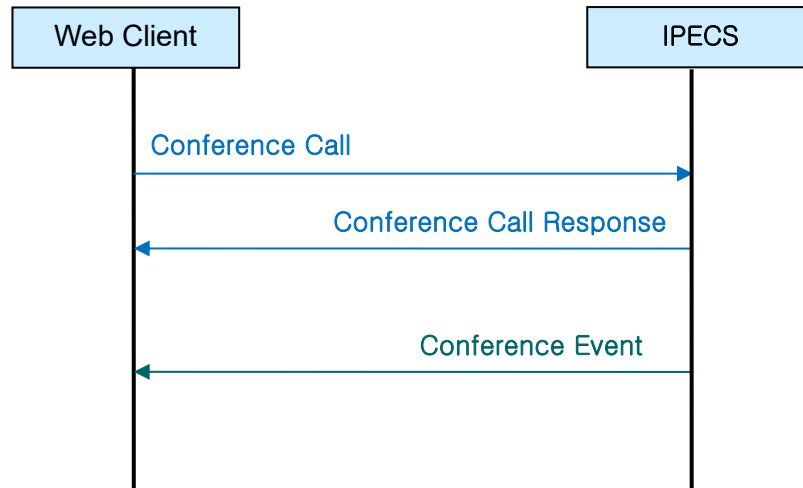 Web Client
IPECS
Conference Call
Conference Call Response
Conference Event